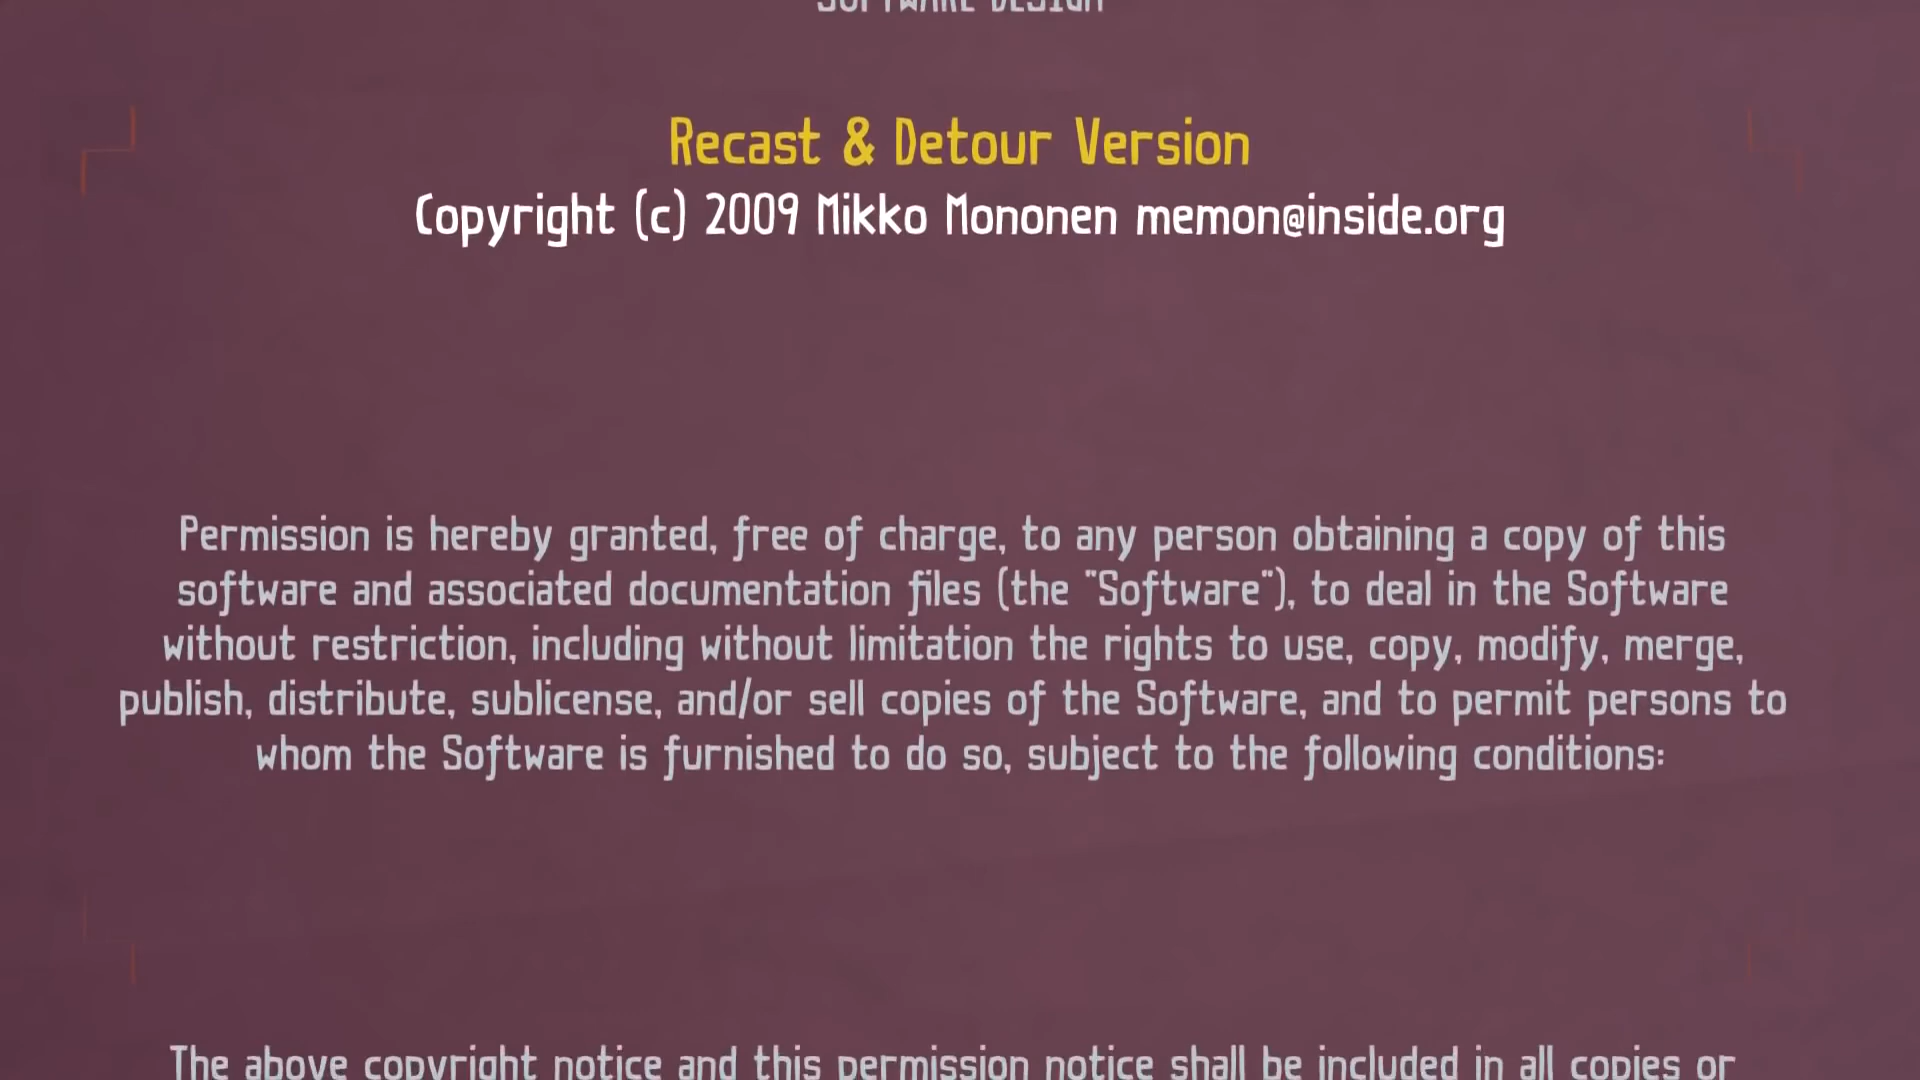 SOFTWARE DESIGN
Recast & Detour Version
Copyright (c) 2009 Mikko Mononen memon@inside.org
Permission is hereby granted, free of charge, to any person obtaining a copy of this
software and associated documentation files (the "Software"), to deal in the Software
without restriction, including without limitation the rights to use, copy, modify, merge,
publish, distribute, sublicense, and/or sell copies of the Software, and to permit persons to
whom the Software is furnished to do so, subject to the following conditions:
The above copyright notice and this permission notice shall be included in all copies or